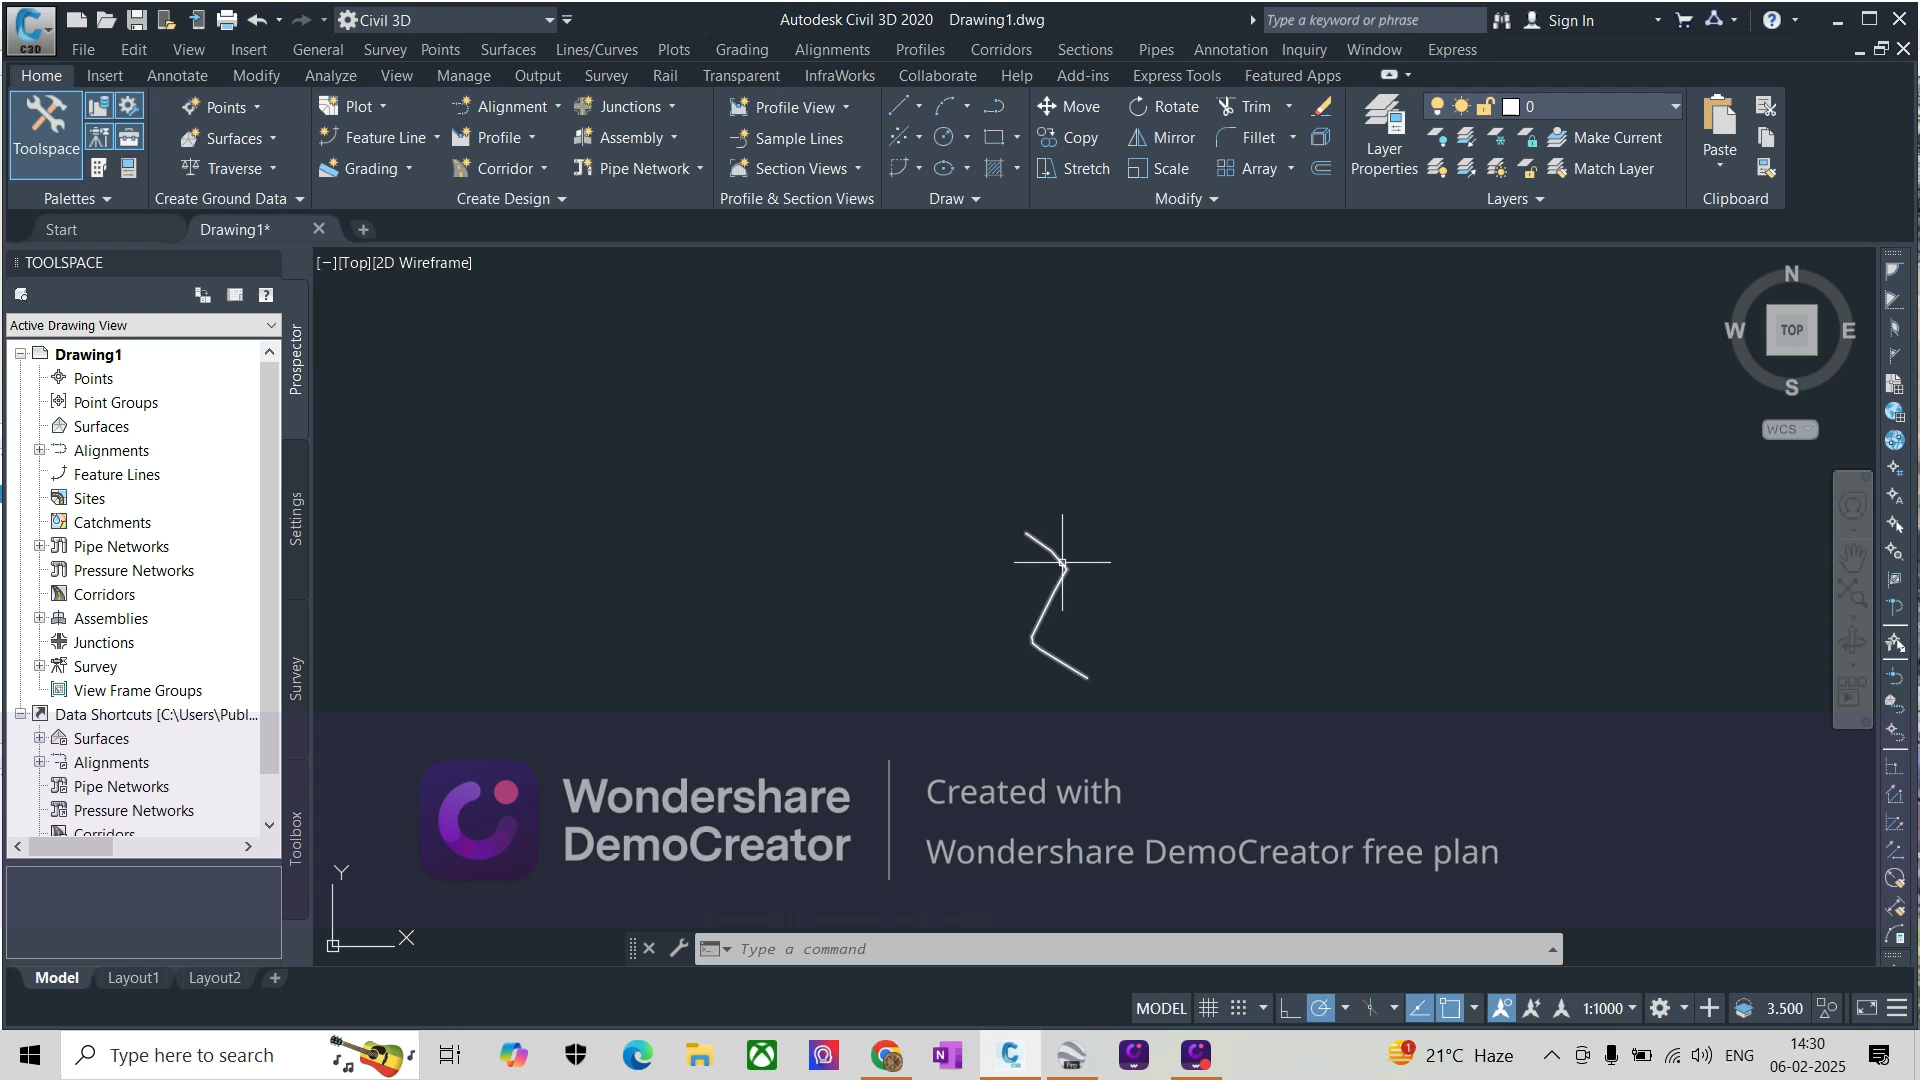 C3D
Civil 3D
Autodesk Civil 3D 2020 Drawing1.dwg
Type a keyword or phrase
Sign In
File Edit View Insert General Survey Points Surfaces Lines/Curves Plots Grading Alignments Profiles Corridors Sections Pipes Annotation Inquiry Window Express
Home Insert Annotate Modify Analyze View Manage Output Survey Rail Transparent InfraWorks Collaborate Help Add-ins Express Tools Featured Apps
Points Plot Alignment Junctions Profile View Move Rotate Trim 0
Toolspace Surfaces Feature Line Profile Assembly Sample Lines Copy Mirror Fillet Layer Properties Make Current Paste
Traverse Grading Corridor Pipe Network Section Views Stretch Scale Array Match Layer
Palettes Create Ground Data Create Design Profile & Section Views Draw Modify Layers Clipboard
Start Drawing1*
TOOLSPACE
[−][Top][2D Wireframe]
Active Drawing View
Drawing1
Points
Point Groups
Surfaces
Alignments
Feature Lines
Sites
Catchments
Pipe Networks
Pressure Networks
Corridors
Assemblies
Junctions
Survey
View Frame Groups
Data Shortcuts [C:\Users\Publ...
Surfaces
Alignments
Pipe Networks
Pressure Networks
Corridors
Prospector
Settings
Survey
Toolbox
N
W TOP E
S
WCS
Wondershare
DemoCreator
Created with
Wondershare DemoCreator free plan
Y
X
Type a command
Model Layout1 Layout2
MODEL 1:1000 3.500
Type here to search
21°C Haze
ENG
14:30
06-02-2025